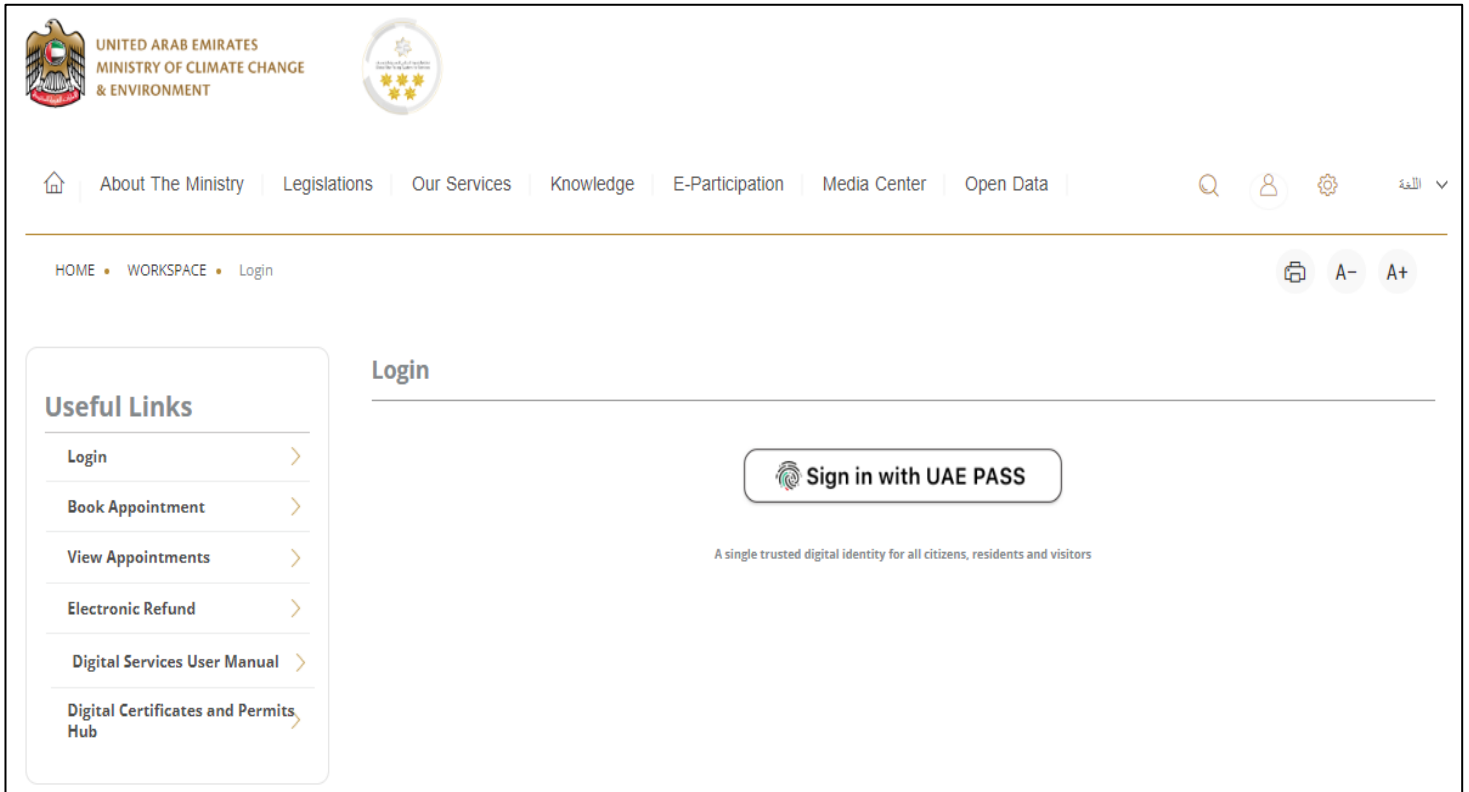 UNITED ARAB EMIRATES
MINISTRY OF CLIMATE CHANGE
& ENVIRONMENT
About The Ministry
Legislations
Our Services
Knowledge
E-Participation
Media Center
Open Data
اللغة
HOME • WORKSPACE • Login
A-
A+
Useful Links
Login
Book Appointment
View Appointments
Electronic Refund
Digital Services User Manual
Digital Certificates and Permits
Hub
Login
Sign in with UAE PASS
A single trusted digital identity for all citizens, residents and visitors